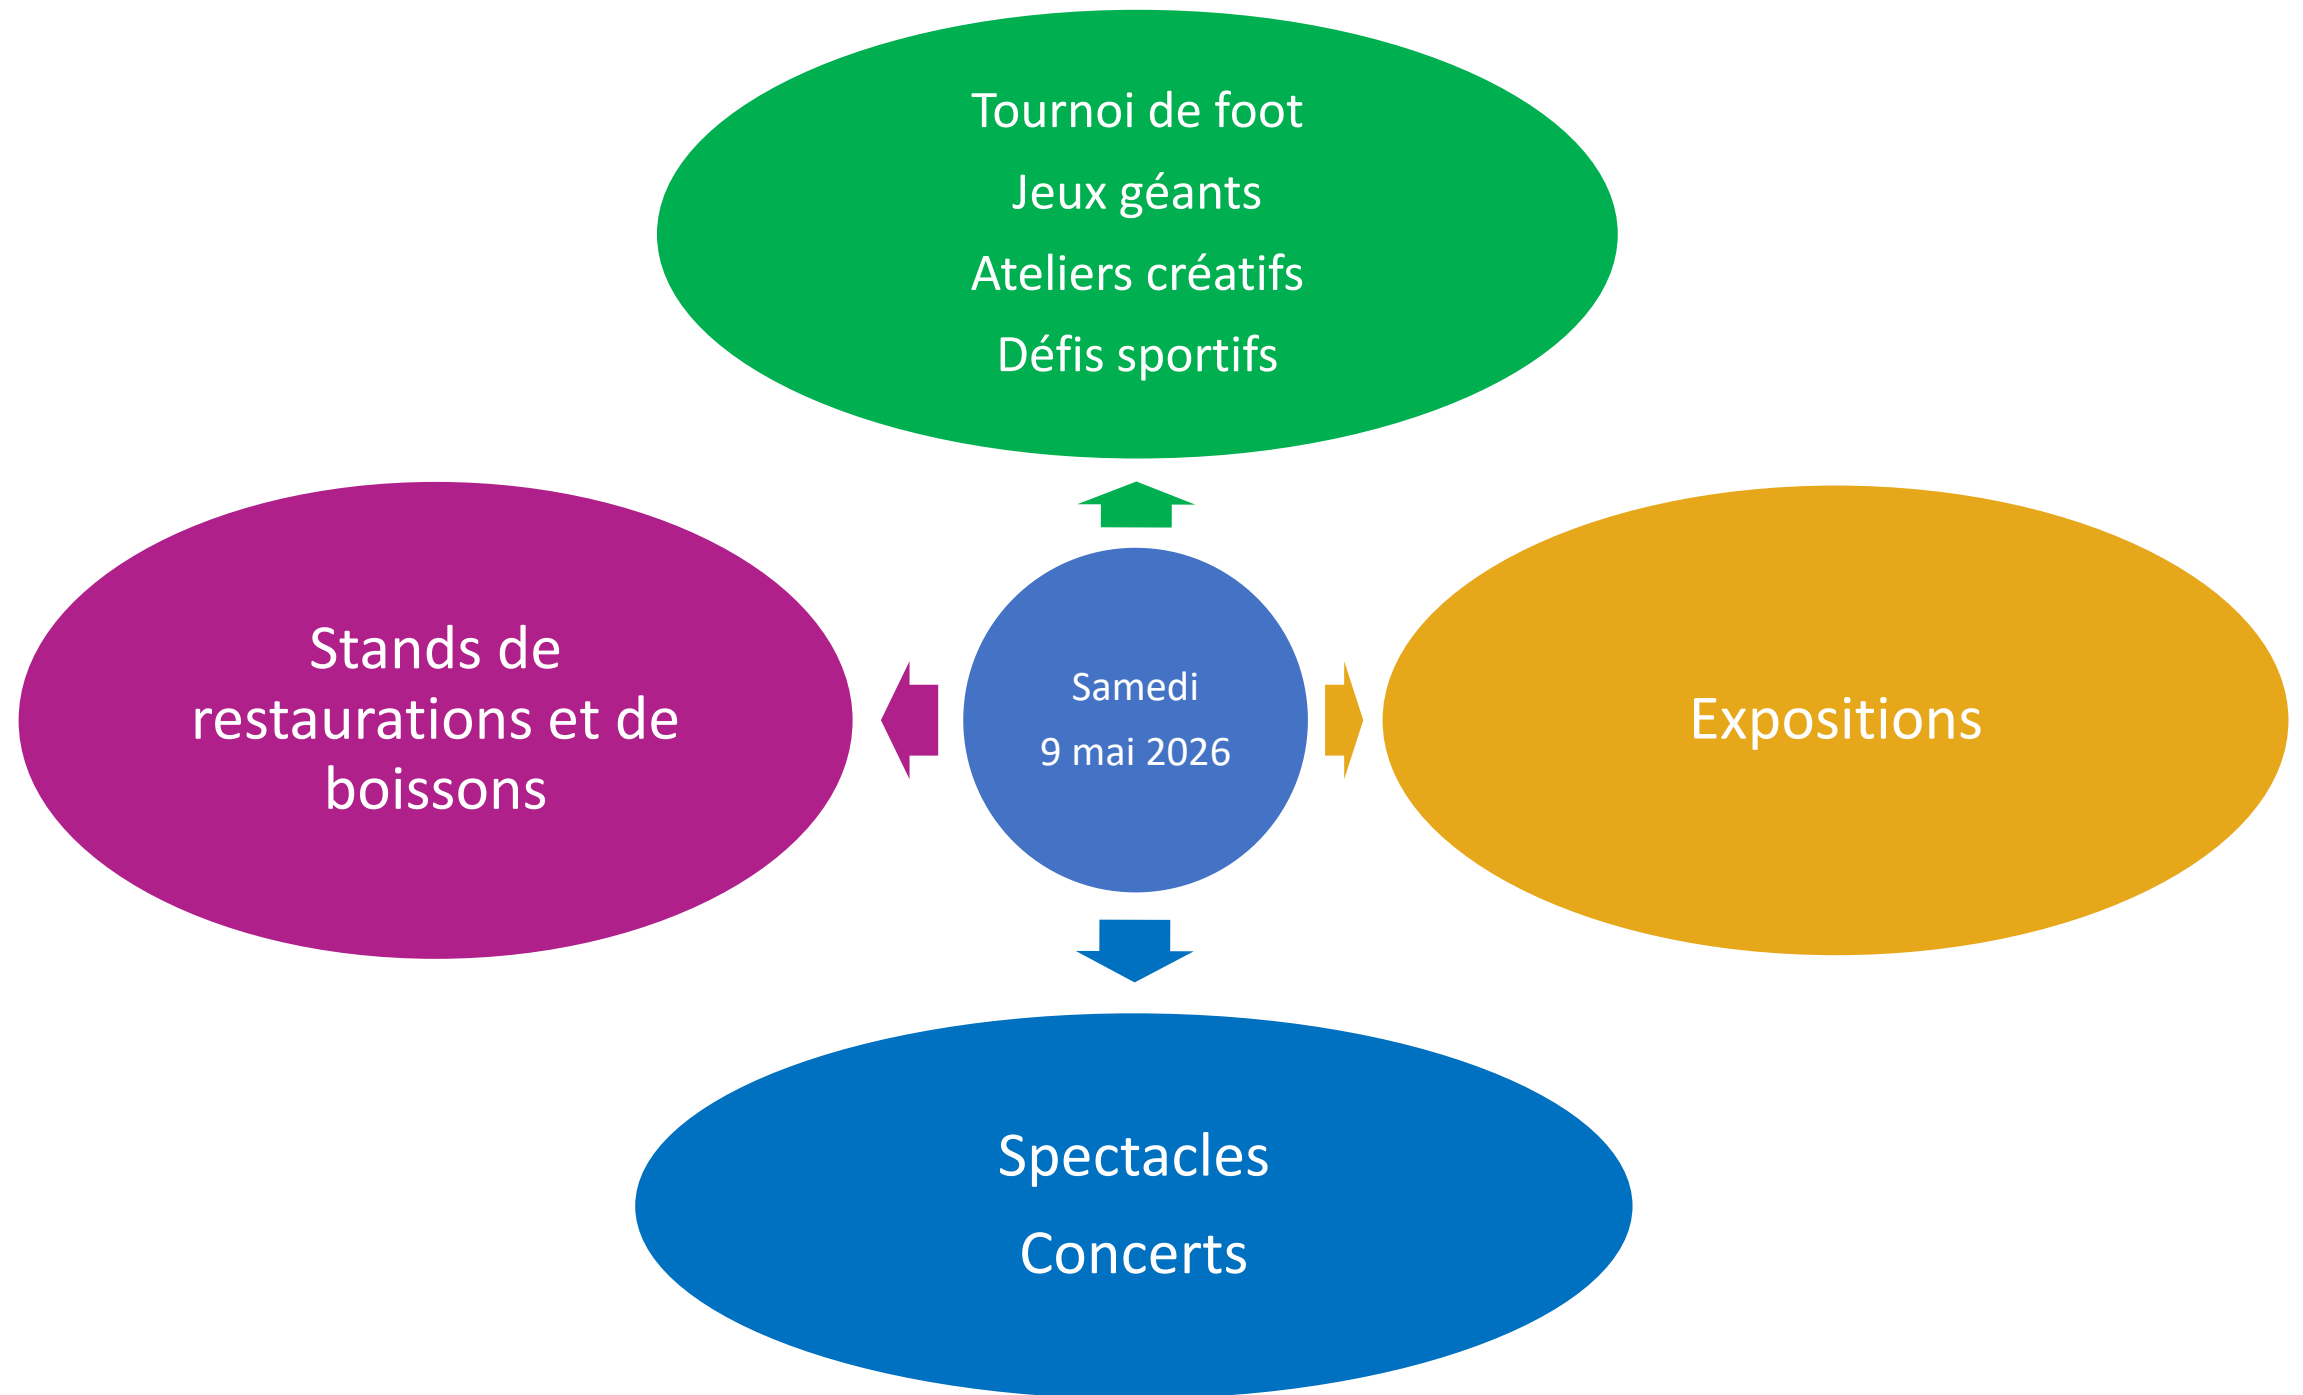 Tournoi de foot
Jeux géants
Ateliers créatifs
Défis sportifs
Stands de
restaurations et de
boissons
Samedi
9 mai 2026
Expositions
Spectacles
Concerts